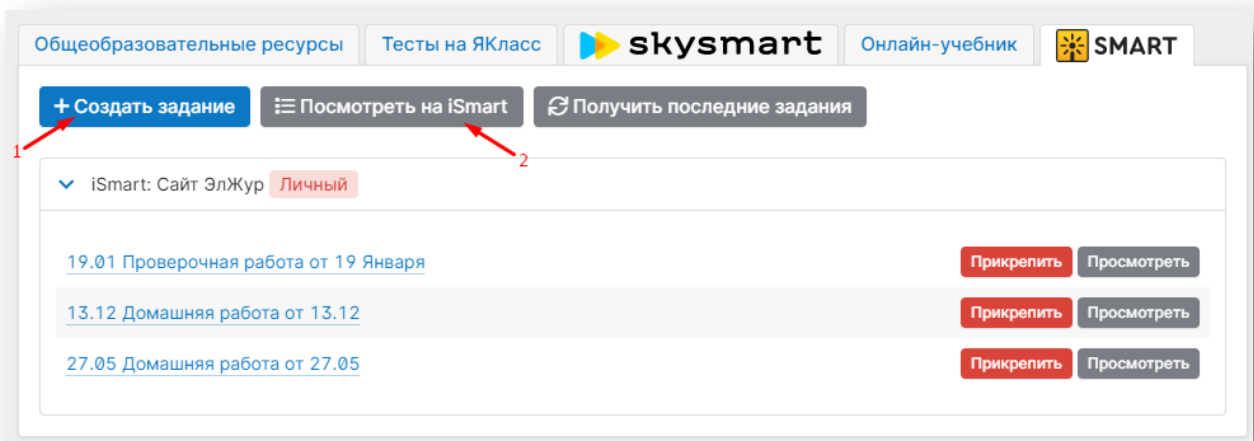 Общеобразовательные ресурсы Тесты на ЯКласс skysmart Онлайн-учебник SMART
+ Создать задание Посмотреть на iSmart Получить последние задания
1
2
iSmart: Сайт ЭлЖур Личный
19.01 Проверочная работа от 19 Января Прикрепить Просмотреть
13.12 Домашняя работа от 13.12 Прикрепить Просмотреть
27.05 Домашняя работа от 27.05 Прикрепить Просмотреть